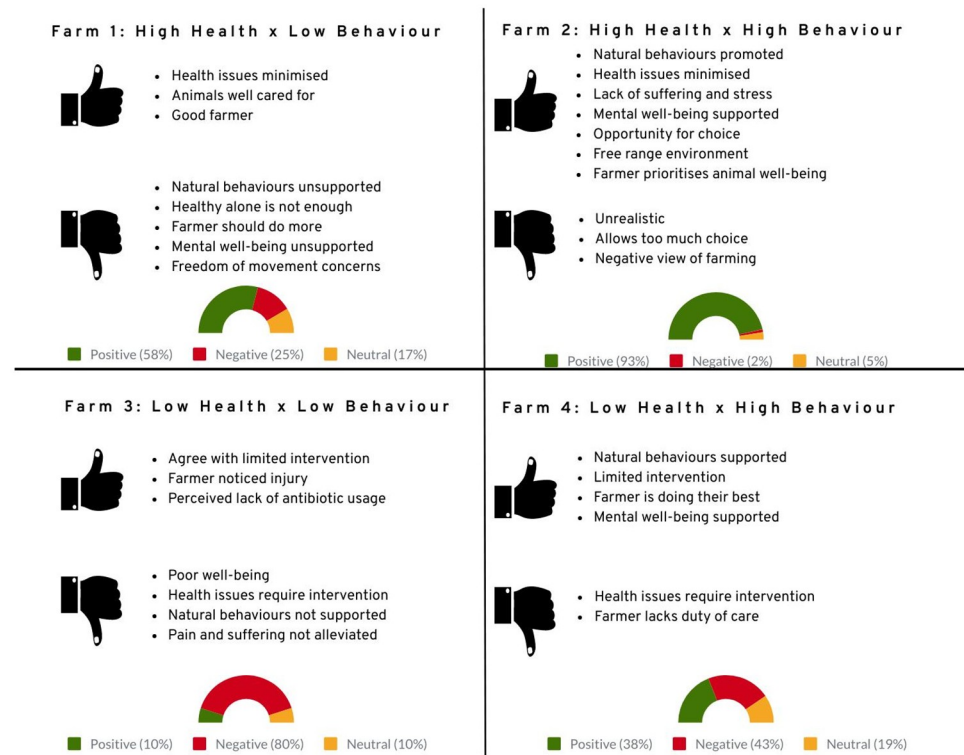 Farm 1: High Health x Low Behaviour
• Health issues minimised
• Animals well cared for
• Good farmer
• Natural behaviours unsupported
• Healthy alone is not enough
• Farmer should do more
• Mental well-being unsupported
• Freedom of movement concerns
Positive (58%) Negative (25%) Neutral (17%)
Farm 2: High Health x High Behaviour
• Natural behaviours promoted
• Health issues minimised
• Lack of suffering and stress
• Mental well-being supported
• Opportunity for choice
• Free range environment
• Farmer prioritises animal well-being
• Unrealistic
• Allows too much choice
• Negative view of farming
Positive (93%) Negative (2%) Neutral (5%)
Farm 3: Low Health x Low Behaviour
• Agree with limited intervention
• Farmer noticed injury
• Perceived lack of antibiotic usage
• Poor well-being
• Health issues require intervention
• Natural behaviours not supported
• Pain and suffering not alleviated
Positive (10%) Negative (80%) Neutral (10%)
Farm 4: Low Health x High Behaviour
• Natural behaviours supported
• Limited intervention
• Farmer is doing their best
• Mental well-being supported
• Health issues require intervention
• Farmer lacks duty of care
Positive (38%) Negative (43%) Neutral (19%)